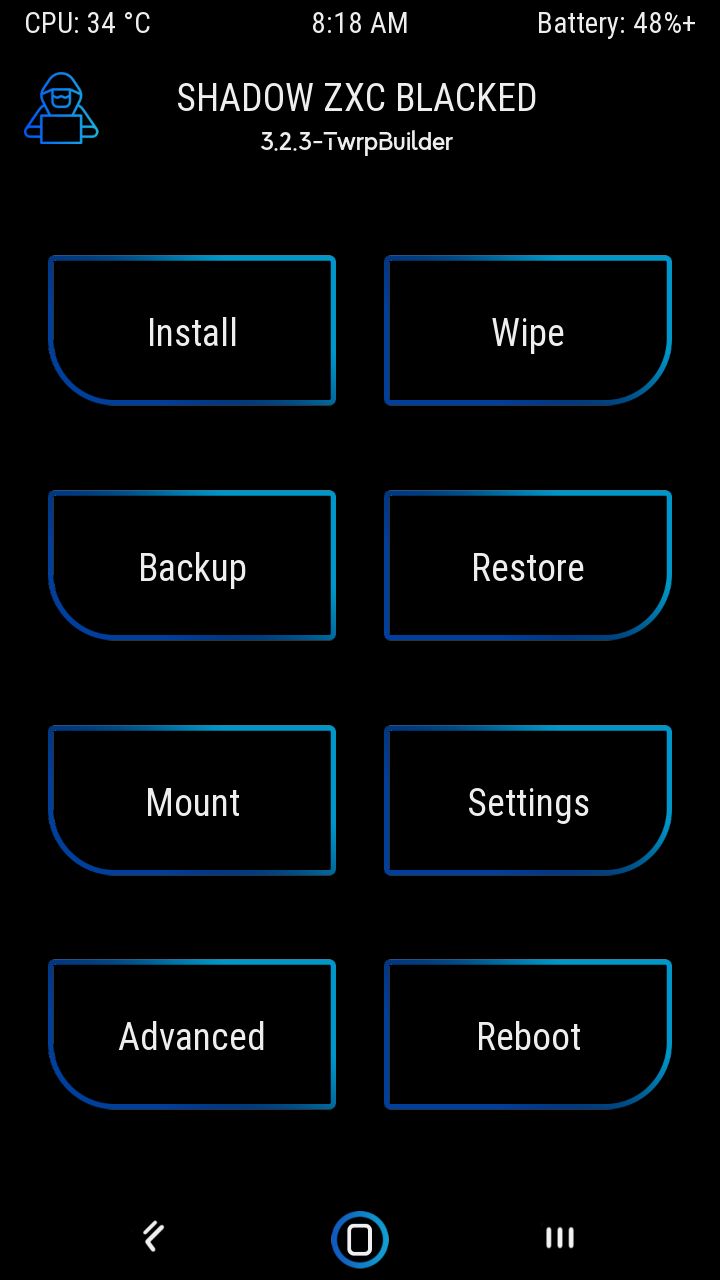 CPU: 34 °C 8:18 AM Battery: 48%+
SHADOW ZXC BLACKED
3.2.3-TwrpBuilder
Install Wipe
Backup Restore
Mount Settings
Advanced Reboot